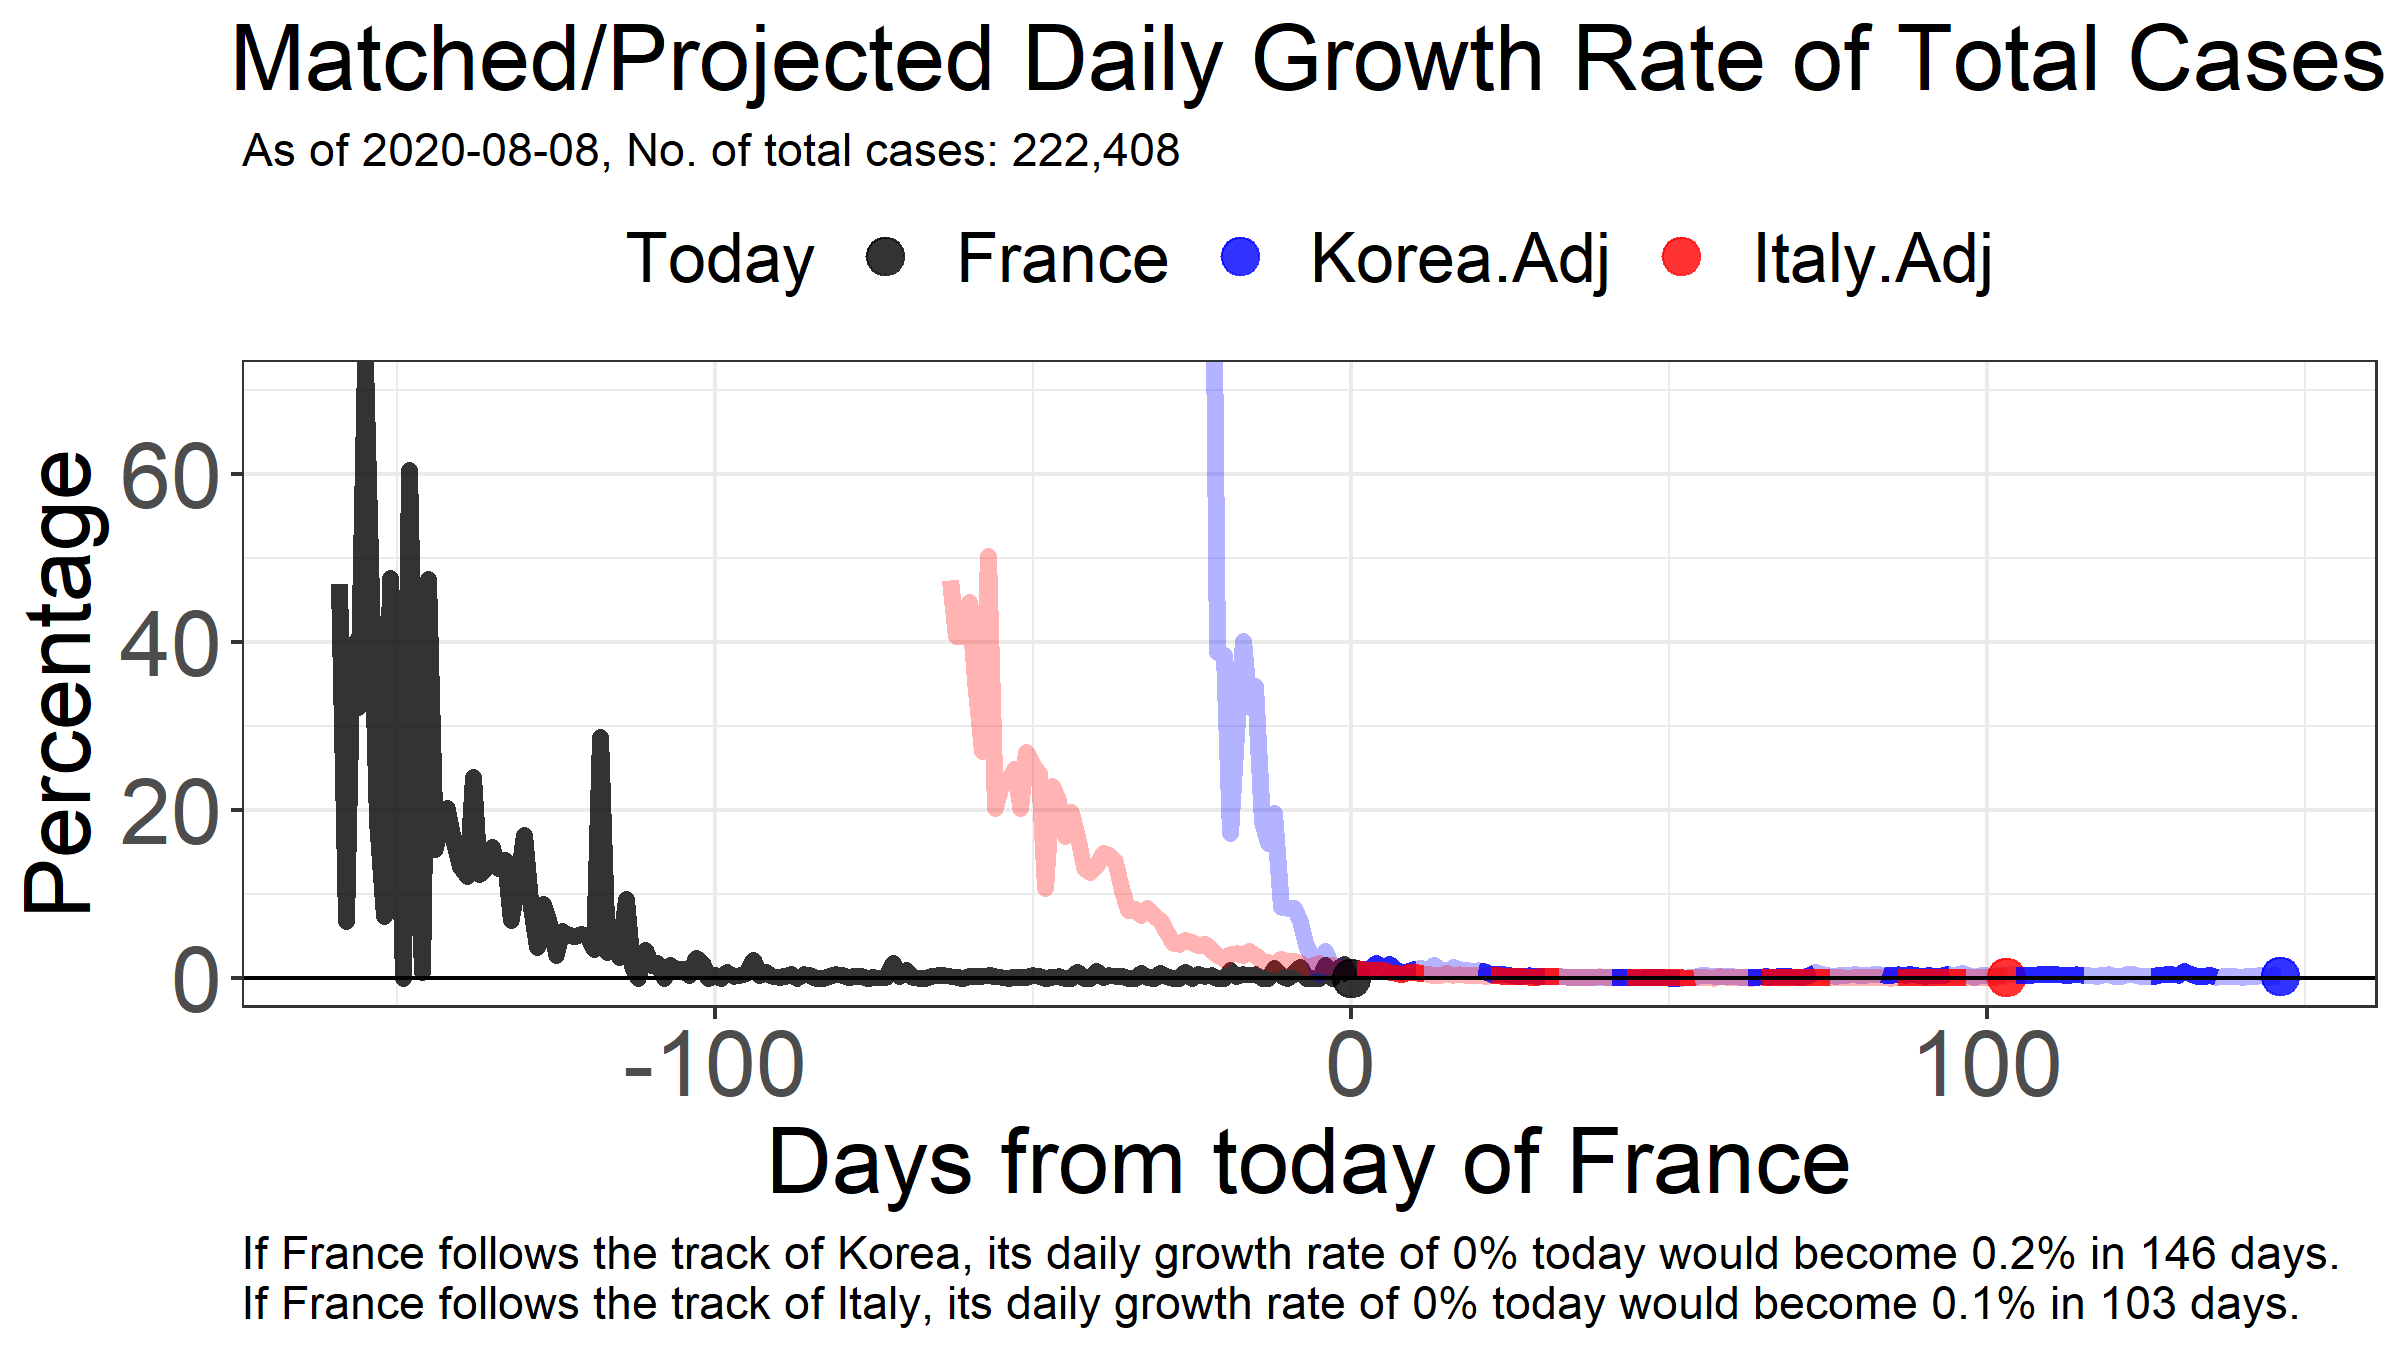 Matched/Projected Daily Growth Rate of Total Cases
As of 2020-08-08, No. of total cases: 222,408
Today France Korea.Adj Italy.Adj
Percentage
60
40
20
0
-100 0 100
Days from today of France
If France follows the track of Korea, its daily growth rate of 0% today would become 0.2% in 146 days.
If France follows the track of Italy, its daily growth rate of 0% today would become 0.1% in 103 days.